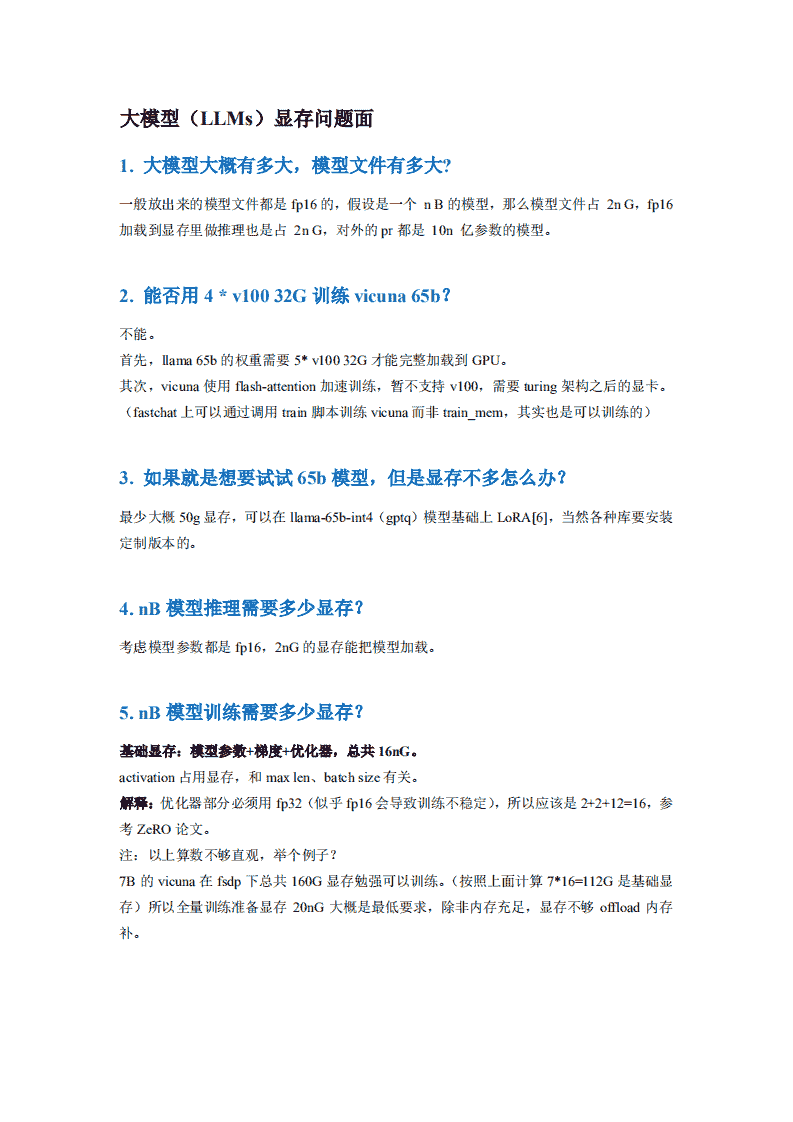 大模型（LLMs）显存问题面
1. 大模型大概有多大，模型文件有多大?
一般放出来的模型文件都是 fp16 的，假设是一个 n B 的模型，那么模型文件占 2n G，fp16
加载到显存里做推理也是占 2n G，对外的 pr 都是 10n 亿参数的模型。
2. 能否用 4 * v100 32G 训练 vicuna 65b？
不能。
首先，llama 65b 的权重需要 5* v100 32G 才能完整加载到 GPU。
其次，vicuna 使用 flash-attention 加速训练，暂不支持 v100，需要 turing 架构之后的显卡。
（fastchat 上可以通过调用 train 脚本训练 vicuna 而非 train_mem，其实也是可以训练的）
3. 如果就是想要试试 65b 模型，但是显存不多怎么办？
最少大概 50g 显存，可以在 llama-65b-int4（gptq）模型基础上 LoRA[6]，当然各种库要安装
定制版本的。
4. nB 模型推理需要多少显存？
考虑模型参数都是 fp16，2nG 的显存能把模型加载。
5. nB 模型训练需要多少显存？
基础显存：模型参数+梯度+优化器，总共 16nG。
activation 占用显存，和 max len、batch size 有关。
解释：优化器部分必须用 fp32（似乎 fp16 会导致训练不稳定），所以应该是 2+2+12=16，参
考 ZeRO 论文。
注：以上算数不够直观，举个例子？
7B 的 vicuna 在 fsdp 下总共 160G 显存勉强可以训练。（按照上面计算 7*16=112G 是基础显
存）所以全量训练准备显存 20nG 大概是最低要求，除非内存充足，显存不够 offload 内存
补。